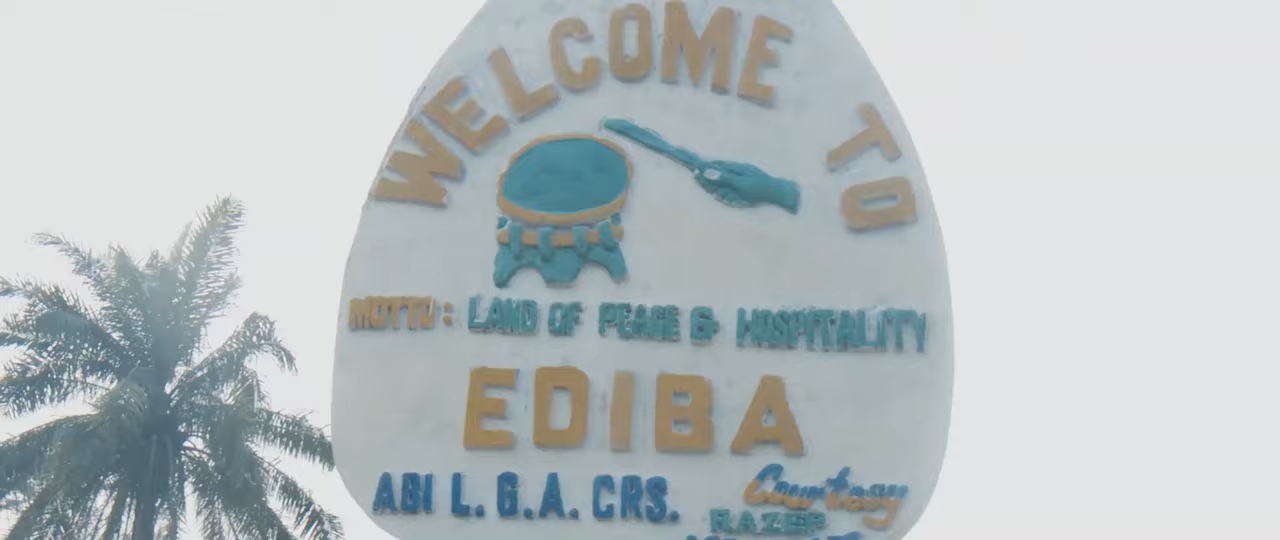 WELCOME TO
MOTTO: LAND OF PEACE & HOSPITALITY
EDIBA
ABI L.G.A. CRS.
Courtesy
RAZER